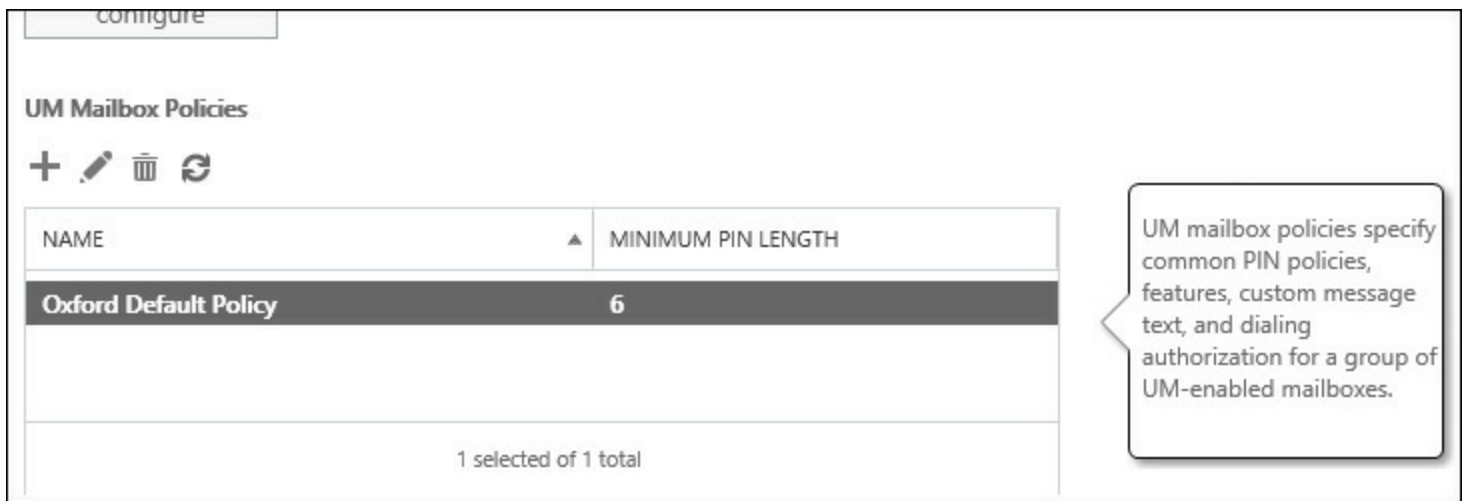 configure
UM Mailbox Policies
NAME MINIMUM PIN LENGTH
Oxford Default Policy 6
1 selected of 1 total
UM mailbox policies specify
common PIN policies,
features, custom message
text, and dialing
authorization for a group of
UM-enabled mailboxes.